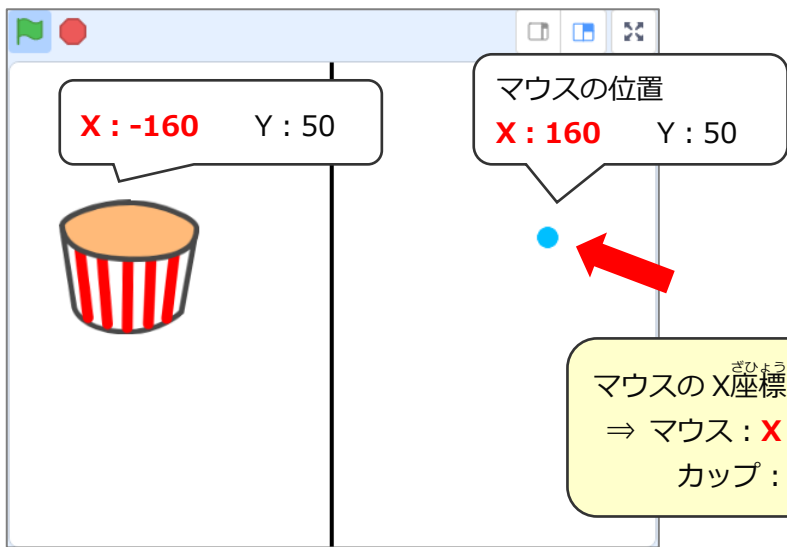 X：-160 Y：50
マウスの位置
X：160 Y：50
ざひょう
マウスの X座標
⇒ マウス：X
カップ：